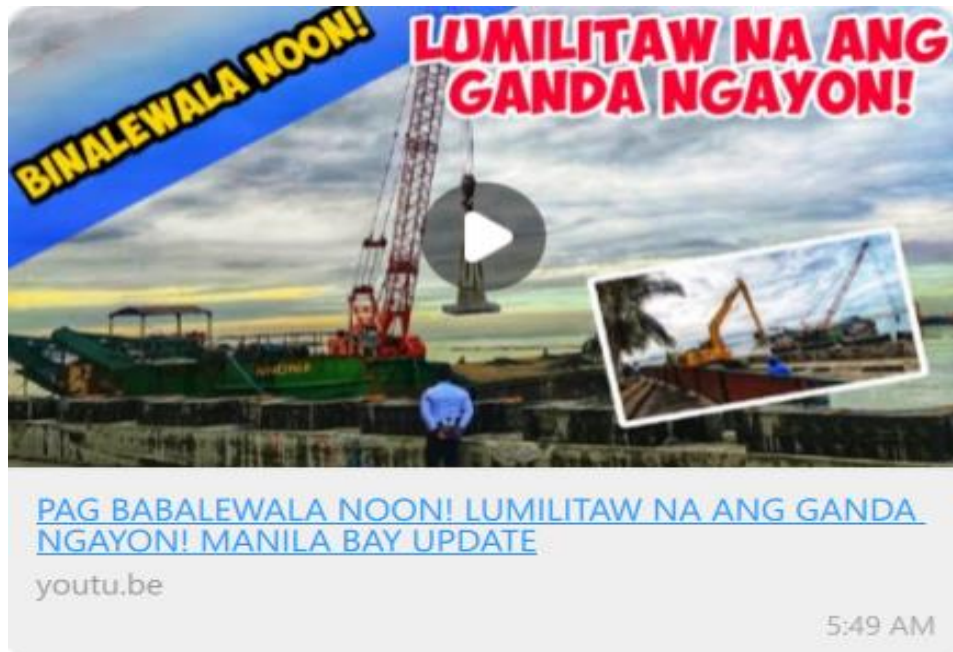 BINALEWALA NOON!
LUMILITAW NA ANG
GANDA NGAYON!
PAG BABALEWALA NOON! LUMILITAW NA ANG GANDA
NGAYON! MANILA BAY UPDATE
youtu.be
5:49 AM